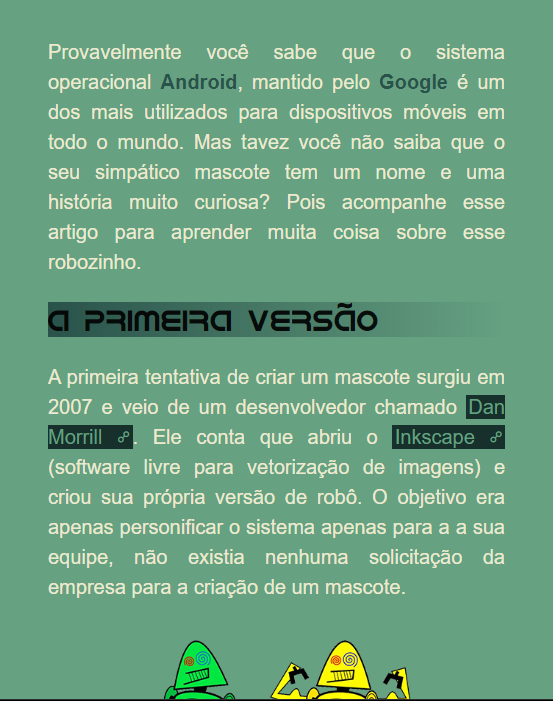 Provavelmente você sabe que o sistema
operacional Android, mantido pelo Google é um
dos mais utilizados para dispositivos móveis em
todo o mundo. Mas tavez você não saiba que o
seu simpático mascote tem um nome e uma
história muito curiosa? Pois acompanhe esse
artigo para aprender muita coisa sobre esse
robozinho.
A PRIMEIRA VERSÃO
A primeira tentativa de criar um mascote surgiu em
2007 e veio de um desenvolvedor chamado Dan
Morrill. Ele conta que abriu o Inkscape
(software livre para vetorização de imagens) e
criou sua própria versão de robô. O objetivo era
apenas personificar o sistema apenas para a a sua
equipe, não existia nenhuma solicitação da
empresa para a criação de um mascote.